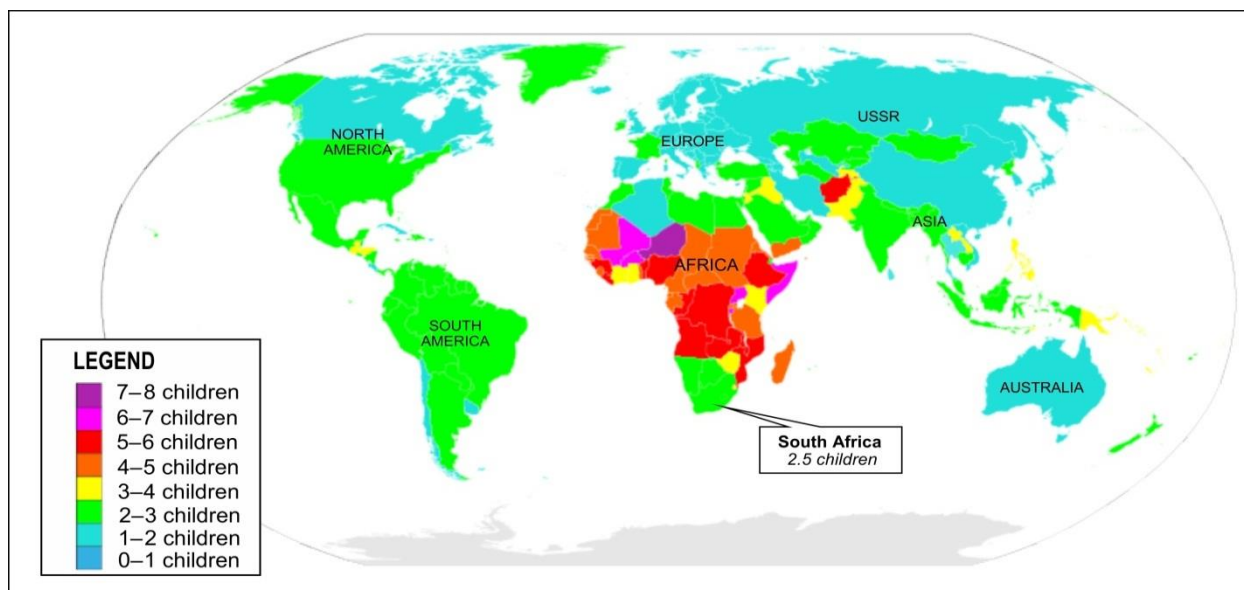 NORTH
AMERICA
EUROPE
USSR
ASIA
AFRICA
SOUTH
AMERICA
AUSTRALIA
South Africa
2.5 children
LEGEND
7–8 children
6–7 children
5–6 children
4–5 children
3–4 children
2–3 children
1–2 children
0–1 children